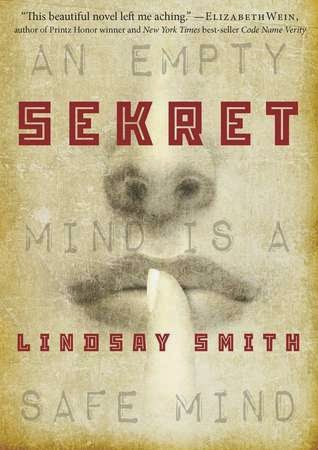 "This beautiful novel left me aching." —ELIZABETH WEIN,
author of Printz Honor winner and New York Times best-seller Code Name Verity
AN EMPTY
SEKRET
MIND IS A
LINDSAY SMITH
SAFE MIND